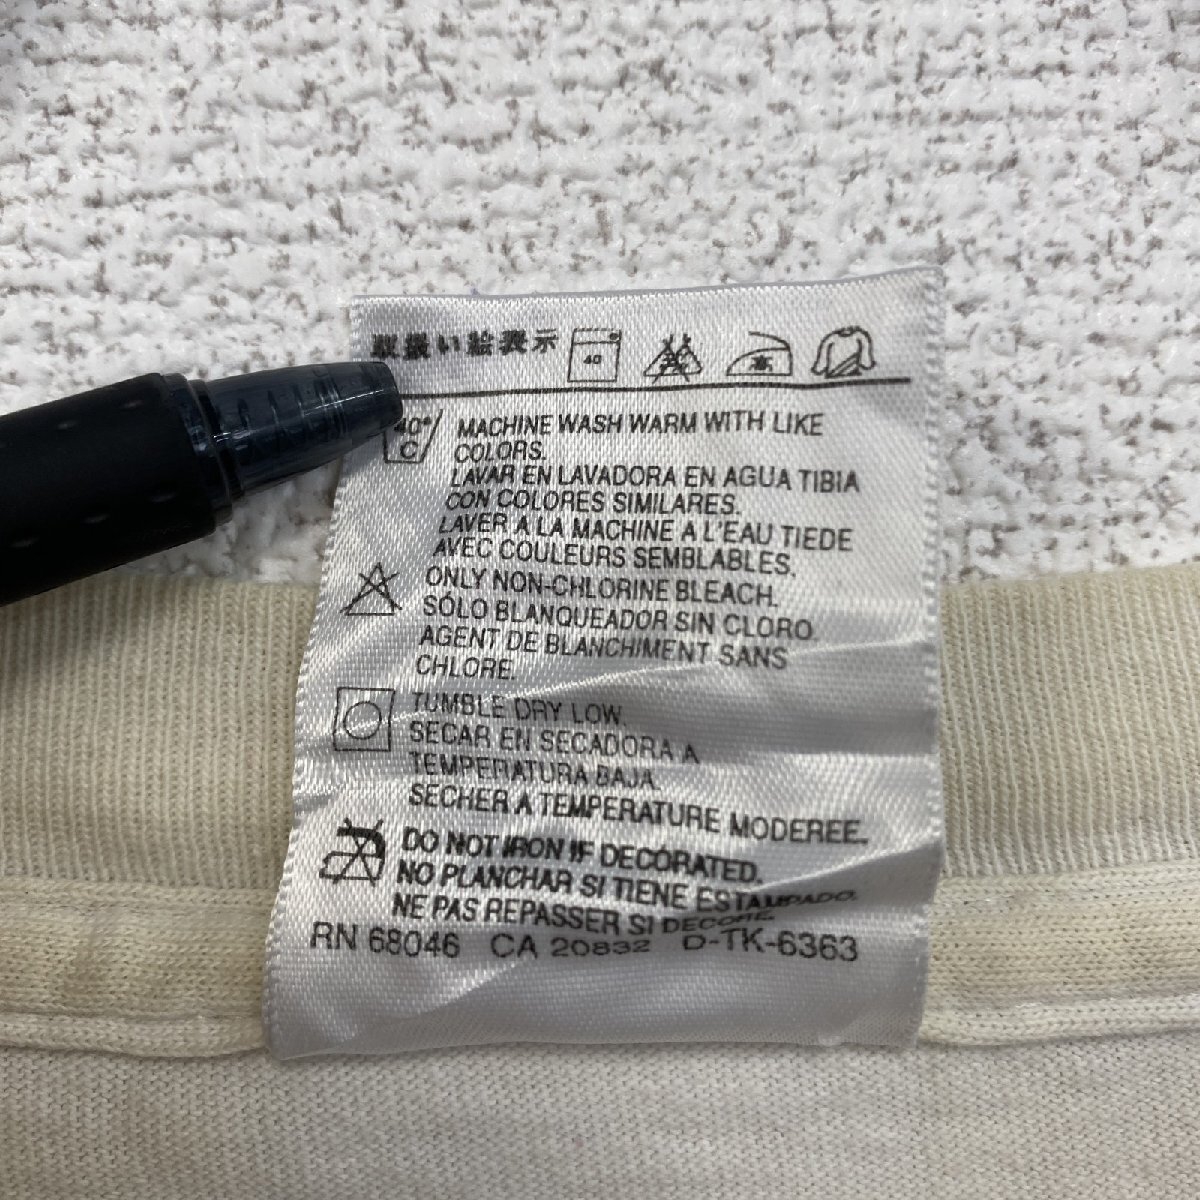 取扱い絵表示 40
40° C MACHINE WASH WARM WITH LIKE
COLORS.
LAVAR EN LAVADORA EN AGUA TIBIA
CON COLORES SIMILARES.
LAVER A LA MACHINE A L'EAU TIEDE
AVEC COULEURS SEMBLABLES.
ONLY NON-CHLORINE BLEACH.
SÓLO BLANQUEADOR SIN CLORO
AGENT DE BLANCHIMENT SANS
CHLORE.
TUMBLE DRY LOW
SECAR EN SECADORA A
TEMPERATURA BAJA.
SECHER A TEMPERATURE MODEREE.
DO NOT IRON IF DECORATED.
NO PLANCHAR SI TIENE ESTAMPADO.
NE PAS REPASSER SI DECORE.
RN 68046 CA 20832 D-TK-6363